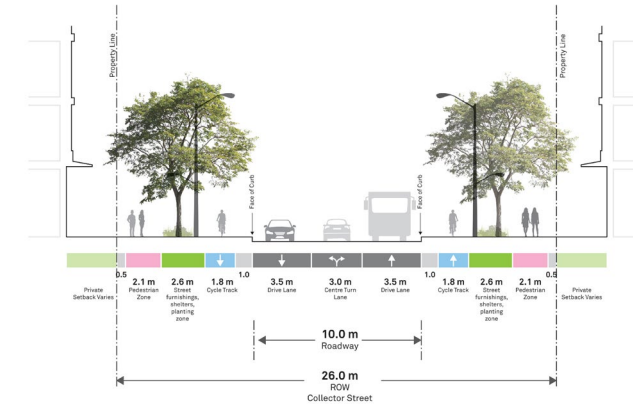 Property Line
Property Line
Face of Curb
Face of Curb
0.5
1.0
1.0
0.5
Private
Setback Varies
2.1 m
Pedestrian
Zone
2.6 m
Street
furnishings,
shelters,
planting
zone
1.8 m
Cycle Track
3.5 m
Drive Lane
3.0 m
Centre Turn
Lane
3.5 m
Drive Lane
1.8 m
Cycle Track
2.6 m
Street
furnishings,
shelters,
planting
zone
2.1 m
Pedestrian
Zone
Private
Setback Varies
10.0 m
Roadway
26.0 m
ROW
Collector Street